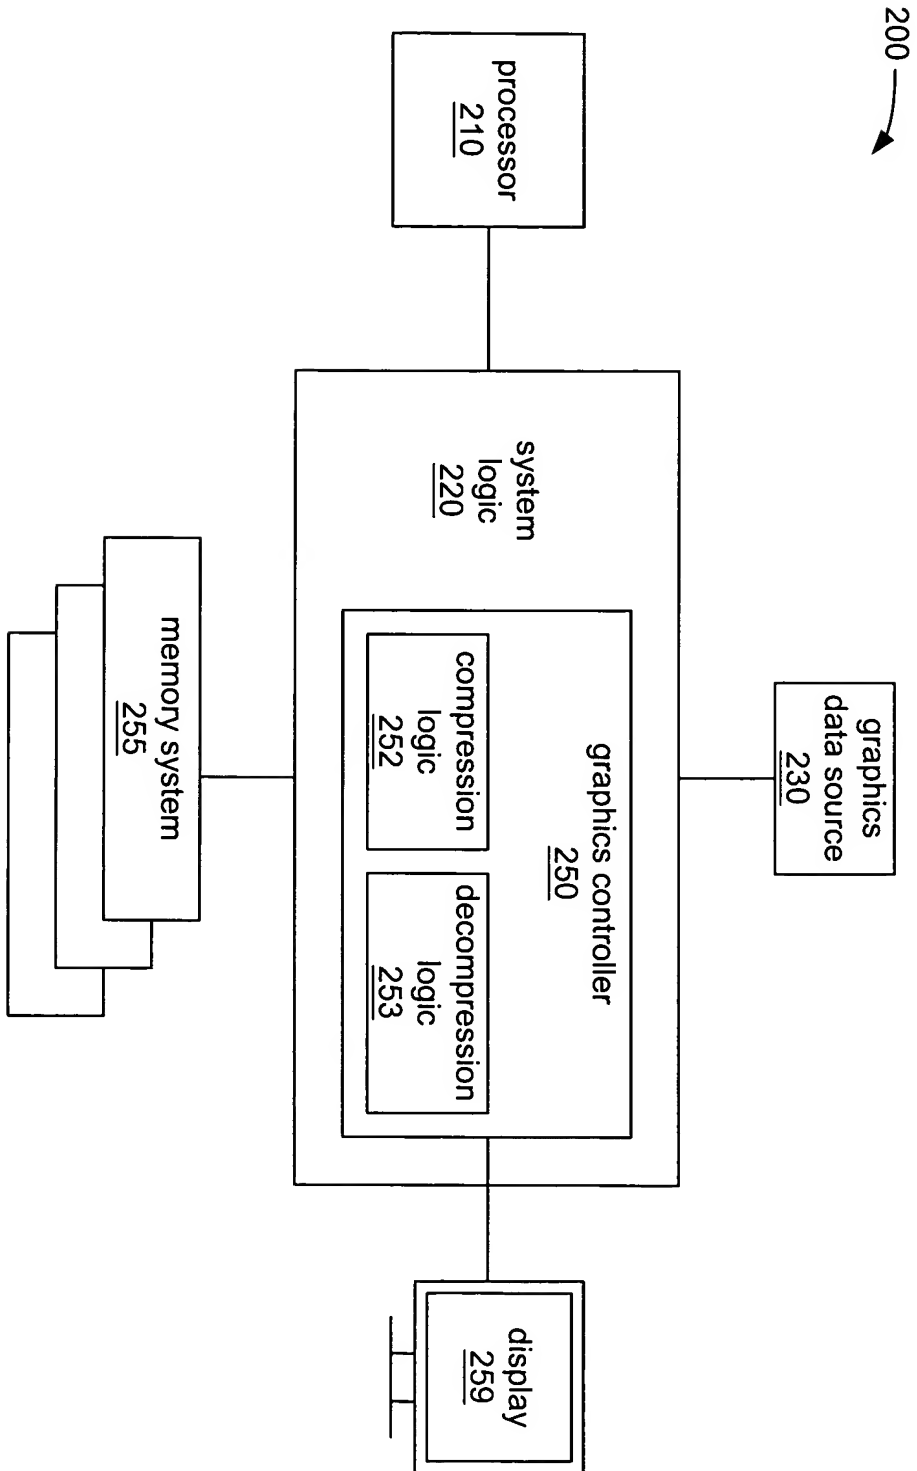 200
graphics
data source
230
processor
210
system
logic
220
graphics controller
250
compression
logic
252
decompression
logic
253
display
259
memory system
255